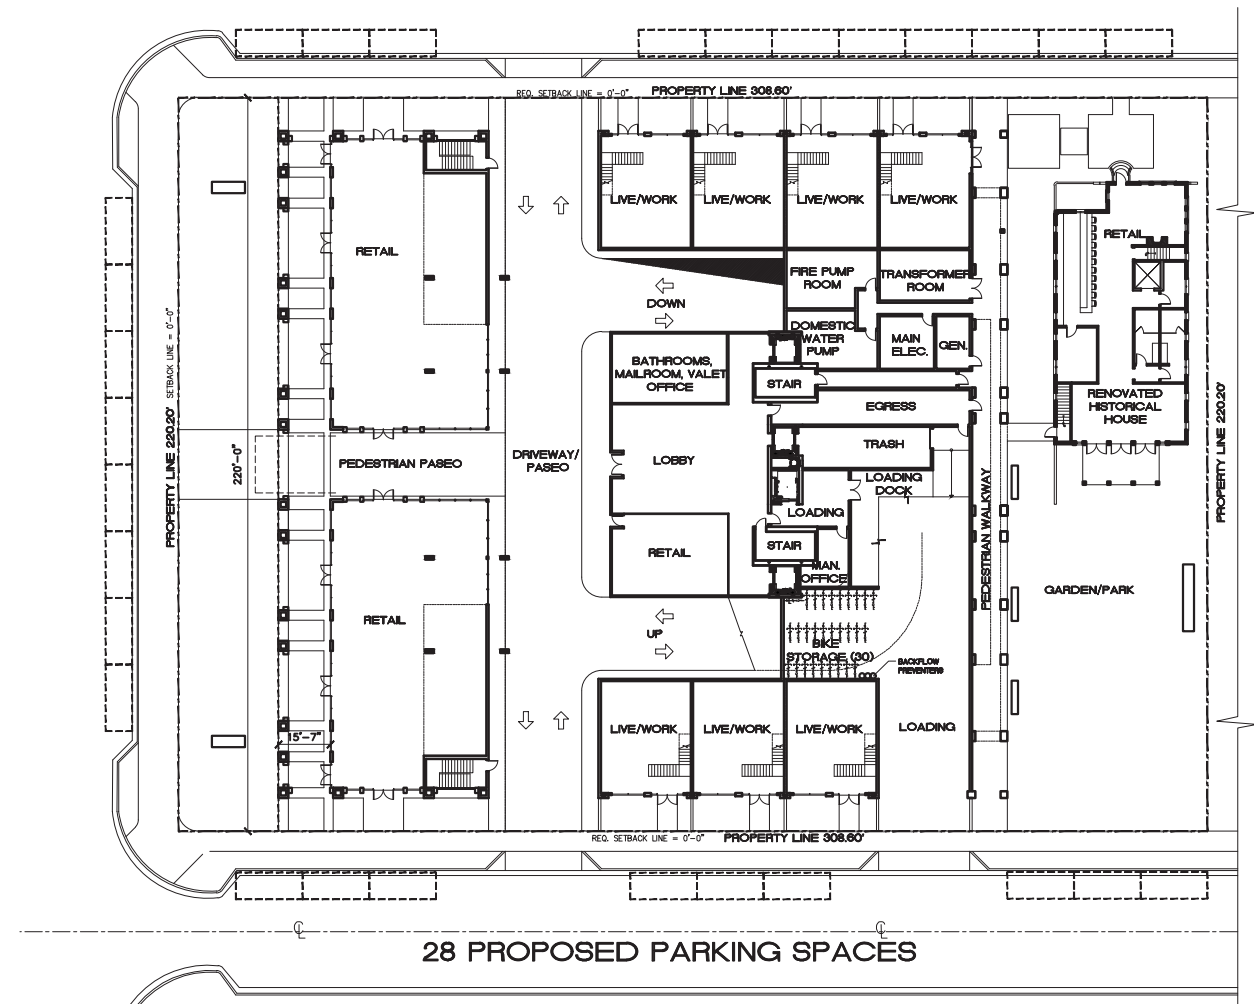 REQ. SETBACK LINE = 0'-0"
PROPERTY LINE 308.60'
LIVE/WORK
LIVE/WORK
LIVE/WORK
LIVE/WORK
RETAIL
RETAIL
FIRE PUMP
ROOM
TRANSFORMER
ROOM
DOWN
DOMESTIC
WATER
PUMP
MAIN
ELEC.
GEN.
SETBACK LINE = 0'-0"
PROPERTY LINE 220.20'
BATHROOMS,
MAILROOM, VALET
OFFICE
STAIR
EGRESS
RENOVATED
HISTORICAL
HOUSE
PROPERTY LINE 220.20'
220'-0"
PEDESTRIAN PASEO
DRIVEWAY/
PASEO
LOBBY
TRASH
LOADING
DOCK
LOADING
PEDESTRIAN WALKWAY
RETAIL
STAIR
MAN.
OFFICE
GARDEN/PARK
RETAIL
UP
BIKE
STORAGE (30)
BACKFLOW
PREVENTERS
LIVE/WORK
LIVE/WORK
LIVE/WORK
LOADING
15'-7"
REQ. SETBACK LINE = 0'-0"
PROPERTY LINE 308.60'
28 PROPOSED PARKING SPACES